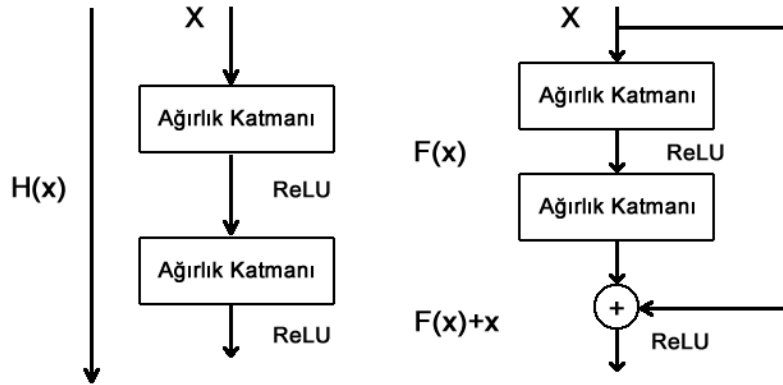 X
Ağırlık Katmanı
ReLU
H(x)
Ağırlık Katmanı
ReLU
X
Ağırlık Katmanı
F(x)
ReLU
Ağırlık Katmanı
+
F(x)+x
ReLU